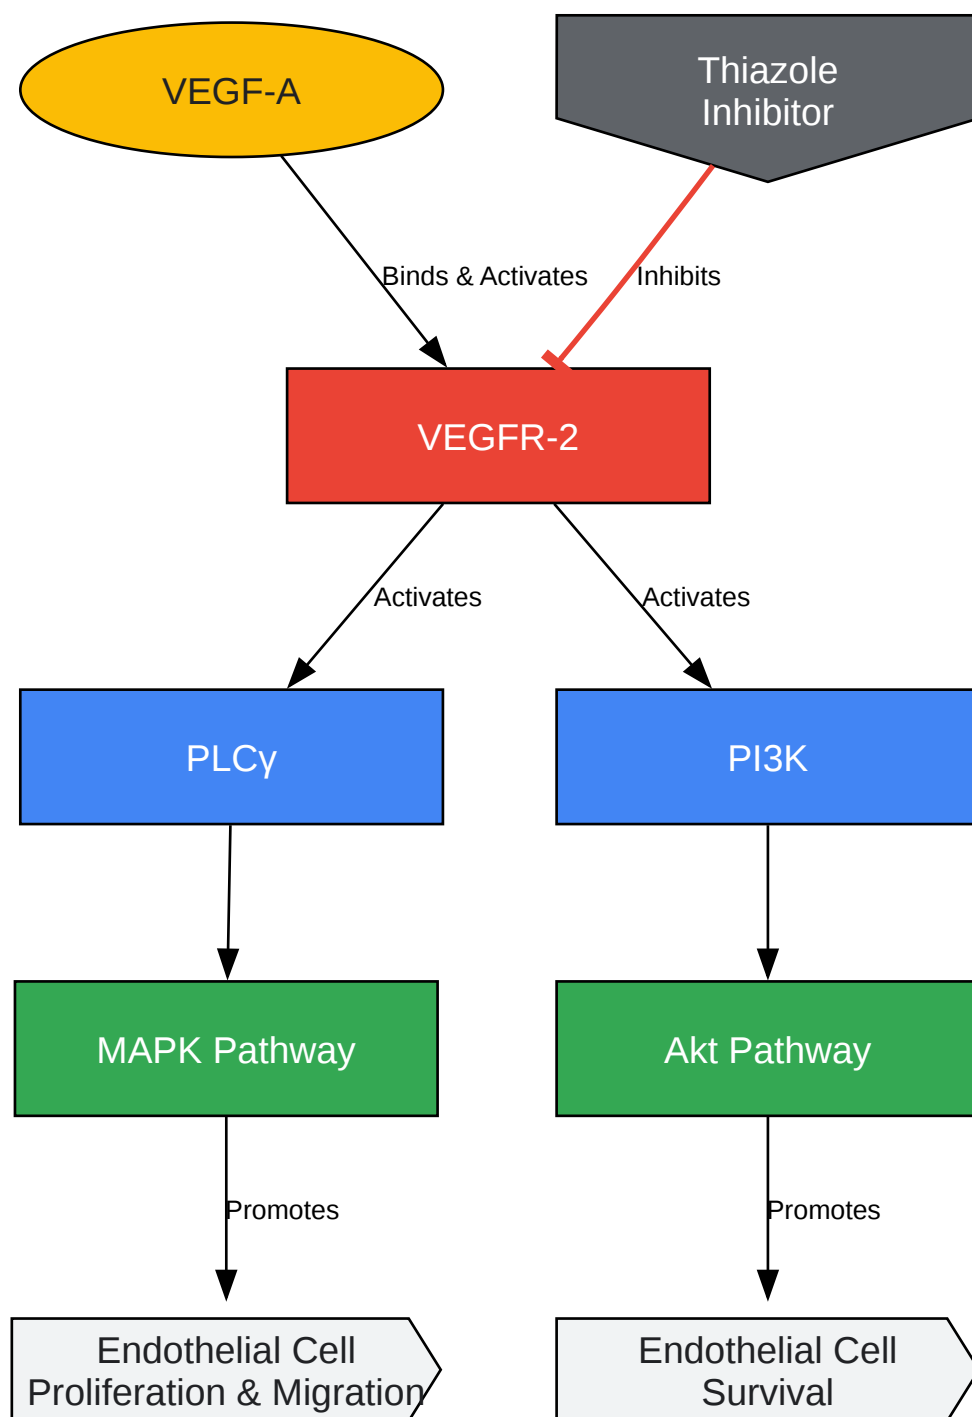 VEGF-A
Thiazole
Inhibitor
Binds & Activates
Inhibits
VEGFR-2
Activates
Activates
PLCγ
PI3K
MAPK Pathway
Akt Pathway
Promotes
Promotes
Endothelial Cell
Proliferation & Migration
Endothelial Cell
Survival